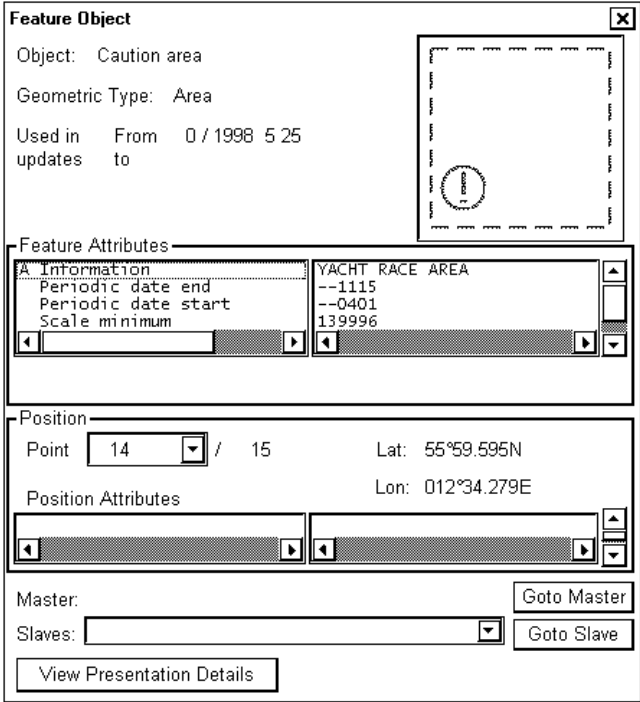 Feature Object
Object: Caution area
Geometric Type: Area
Used in From 0 / 1998 5 25
updates to
Feature Attributes
A Information YACHT RACE AREA
Periodic date end --1115
Periodic date start --0401
Scale minimum 139996
Position
Point 14 / 15 Lat: 55°59.595N
Lon: 012°34.279E
Position Attributes
Master: Goto Master
Slaves: Goto Slave
View Presentation Details